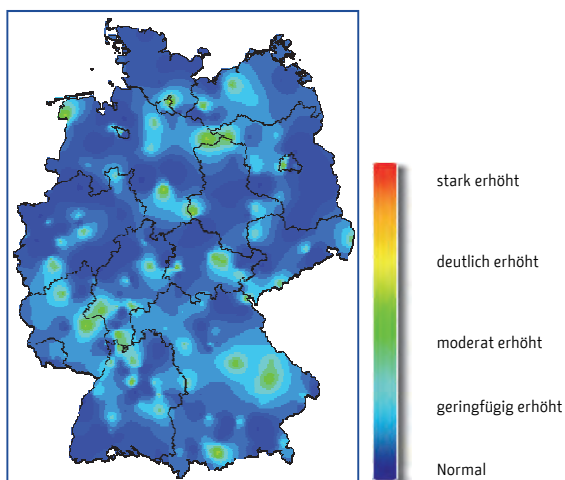 stark erhöht
deutlich erhöht
moderat erhöht
geringfügig erhöht
Normal